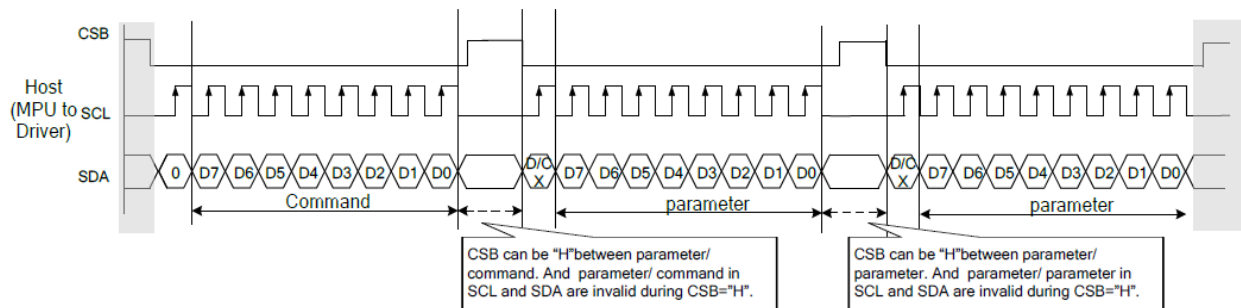 CSB
Host
(MPU to
Driver)
SCL
SDA
0 D7 D6 D5 D4 D3 D2 D1 D0 D/C X D7 D6 D5 D4 D3 D2 D1 D0 D/C X D7 D6 D5 D4 D3 D2 D1 D0
Command parameter parameter
CSB can be “H”between parameter/
command. And parameter/ command in
SCL and SDA are invalid during CSB=”H”.
CSB can be “H”between parameter/
parameter. And parameter/ parameter in
SCL and SDA are invalid during CSB=”H”.